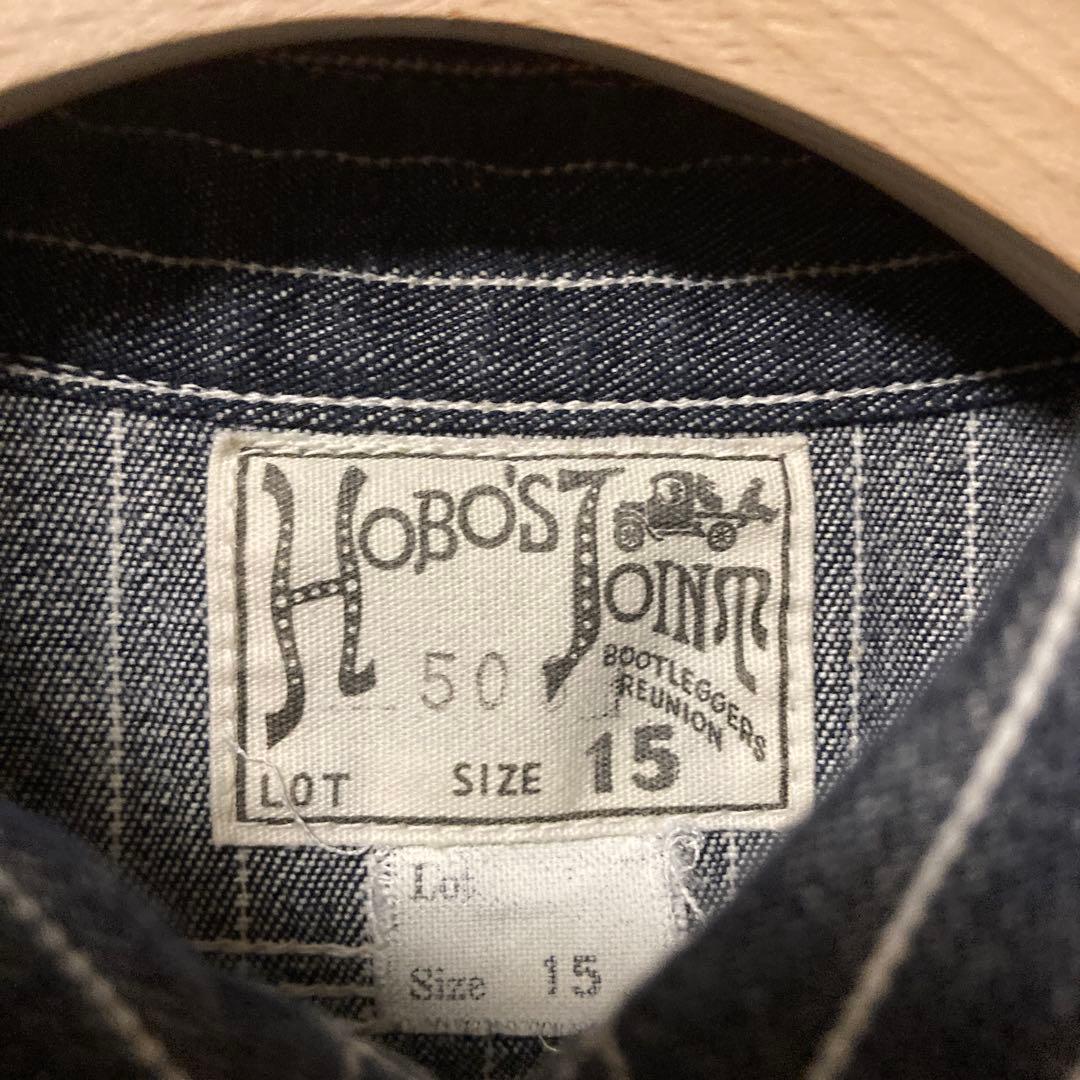 HOBO'S JOINT
BOOTLEGGERS
REUNION
50
LOT SIZE 15
Lot
Size 15